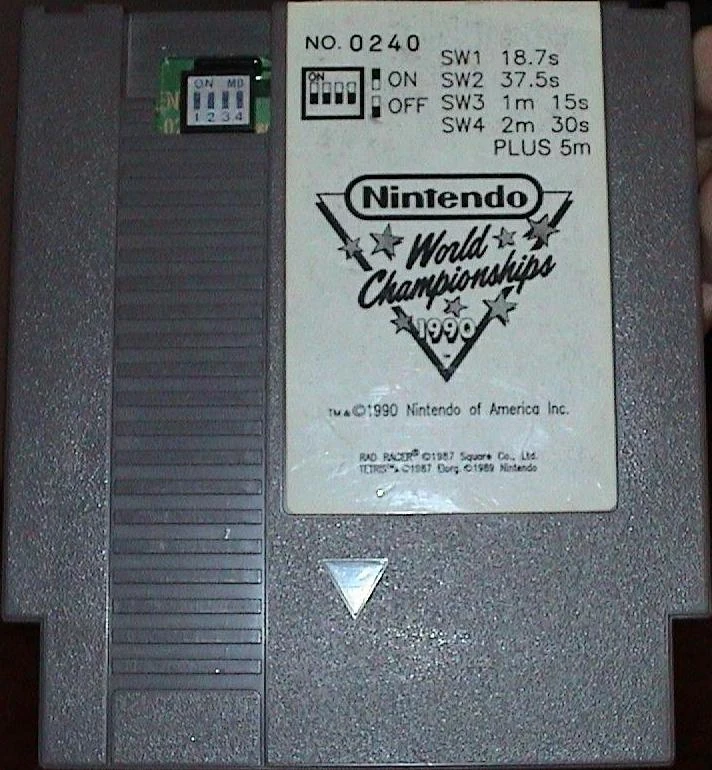 NO. 0240
SW1 18.7s
ON
ON
SW2 37.5s
OFF
SW3 1m 15s
SW4 2m 30s
PLUS 5m
ON MD
1 2 3 4
Nintendo
World
Championships
1990
TM & ©1990 Nintendo of America Inc.
RAD RACER® ©1987 Square Co., Ltd.
TETRIS™ & ©1987 Elorg. ©1989 Nintendo